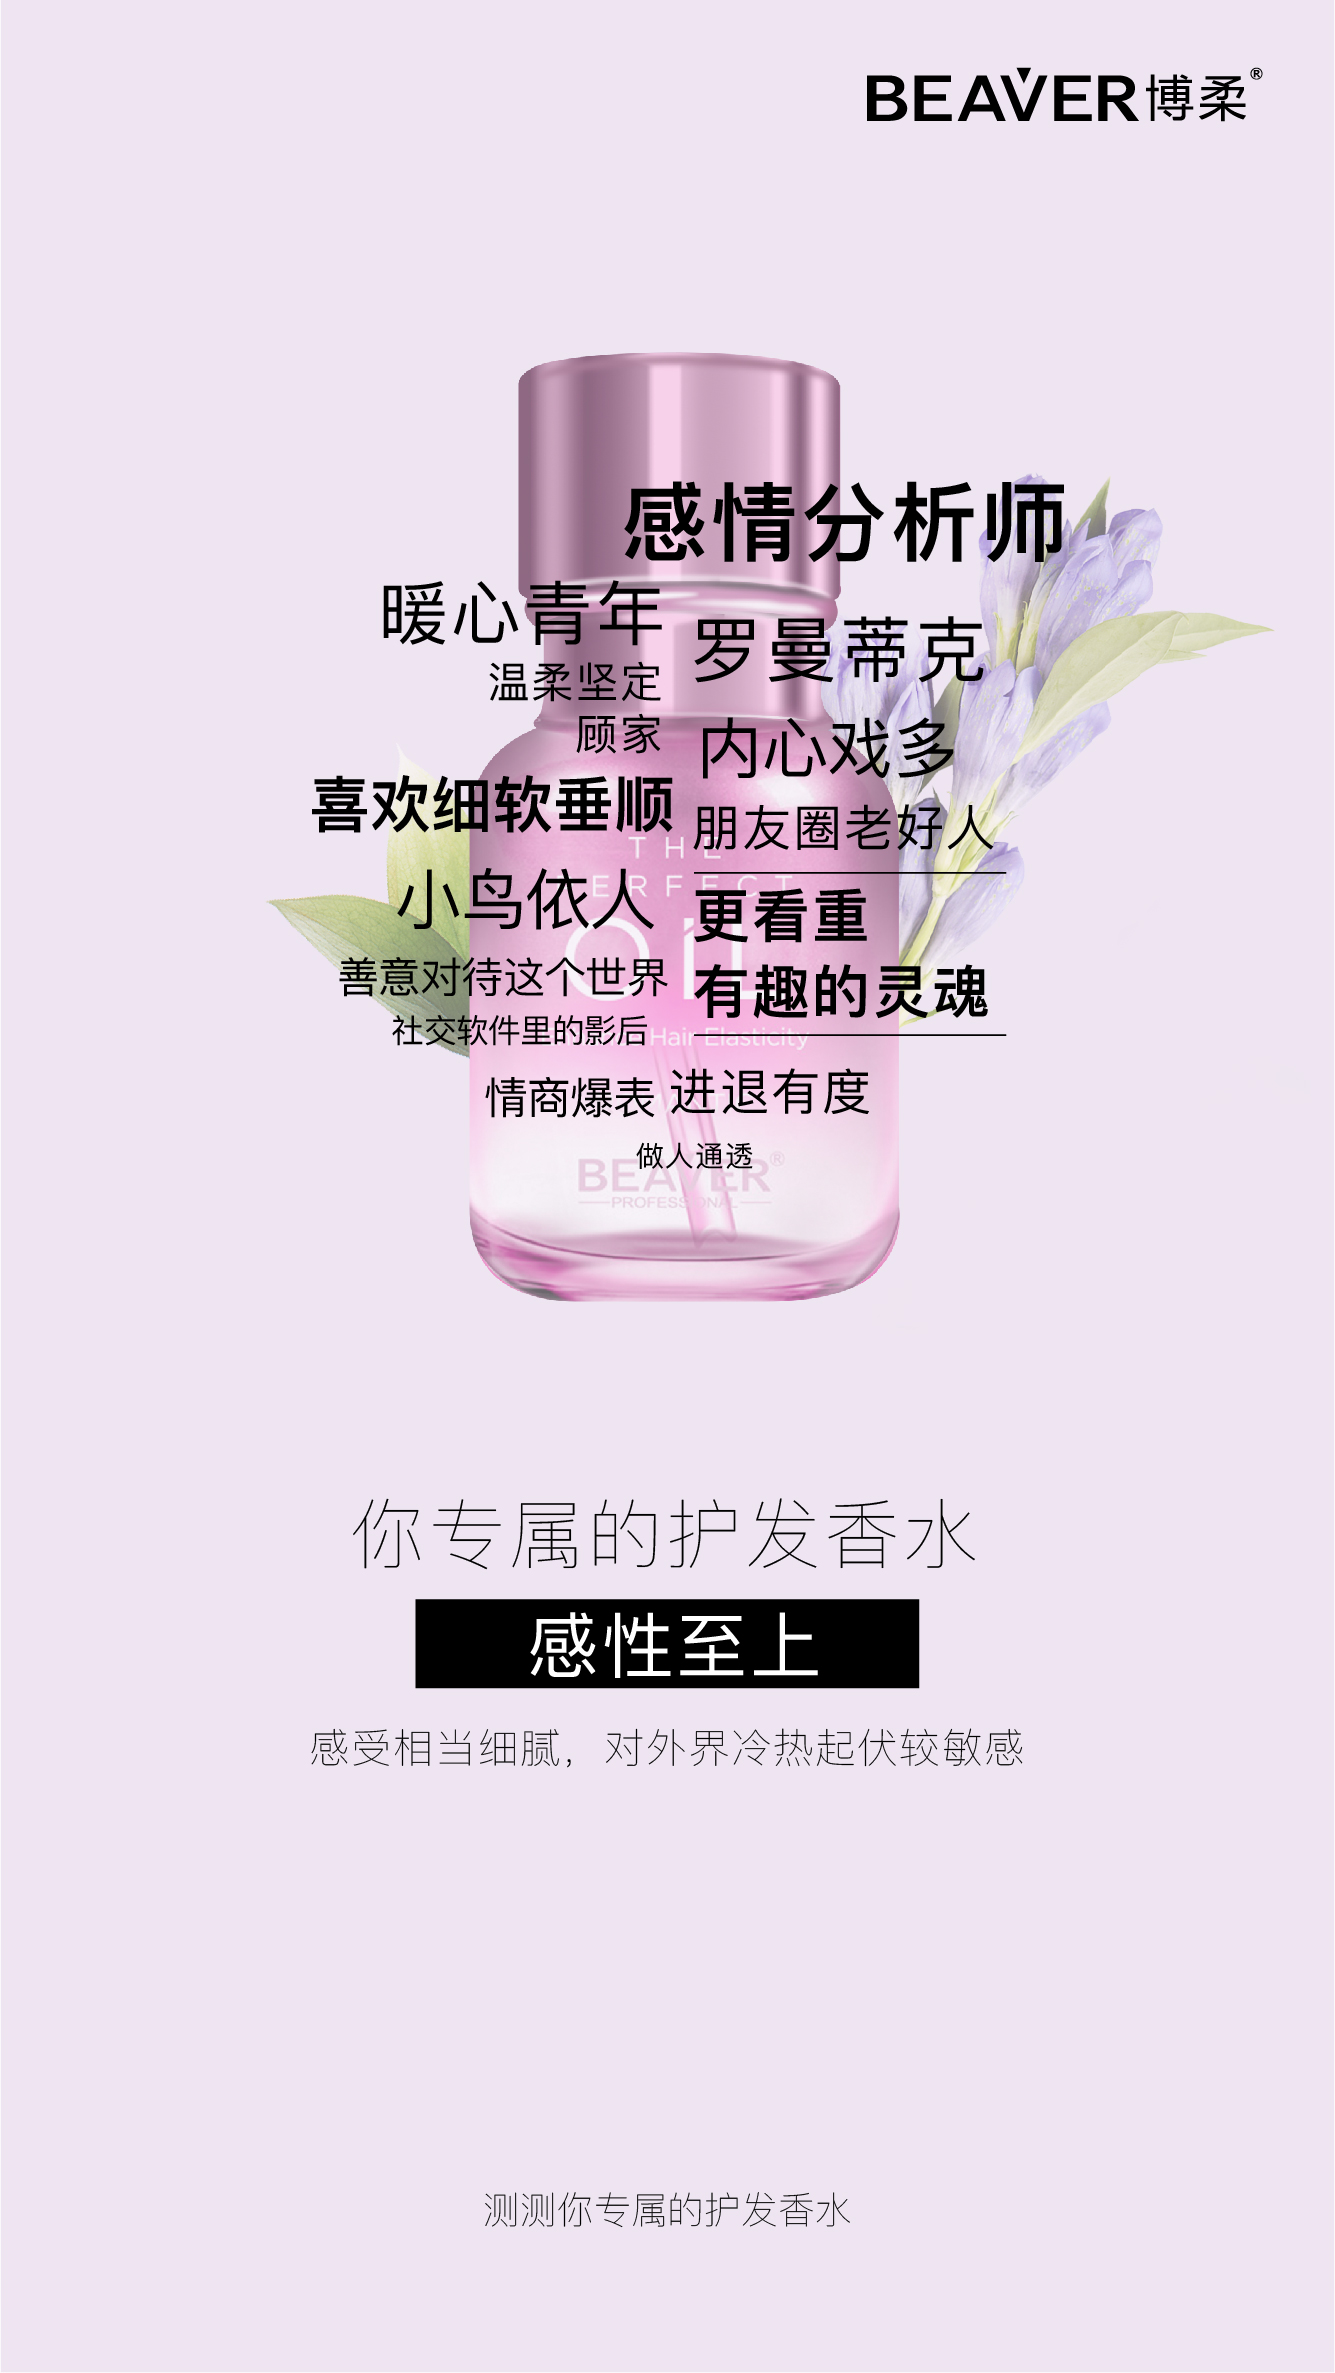 BEAVER博柔®
感情分析师
暖心青年
罗曼蒂克
温柔坚定
顾家
内心戏多
喜欢细软垂顺
朋友圈老好人
THE
PERFECT
OIL
小鸟依人
更看重
有趣的灵魂
善意对待这个世界
社交软件里的影后
Hair Elasticity
情商爆表
进退有度
做人通透
BEAVER®
PROFESSIONAL
你专属的护发香水
感性至上
感受相当细腻，对外界冷热起伏较敏感
测测你专属的护发香水